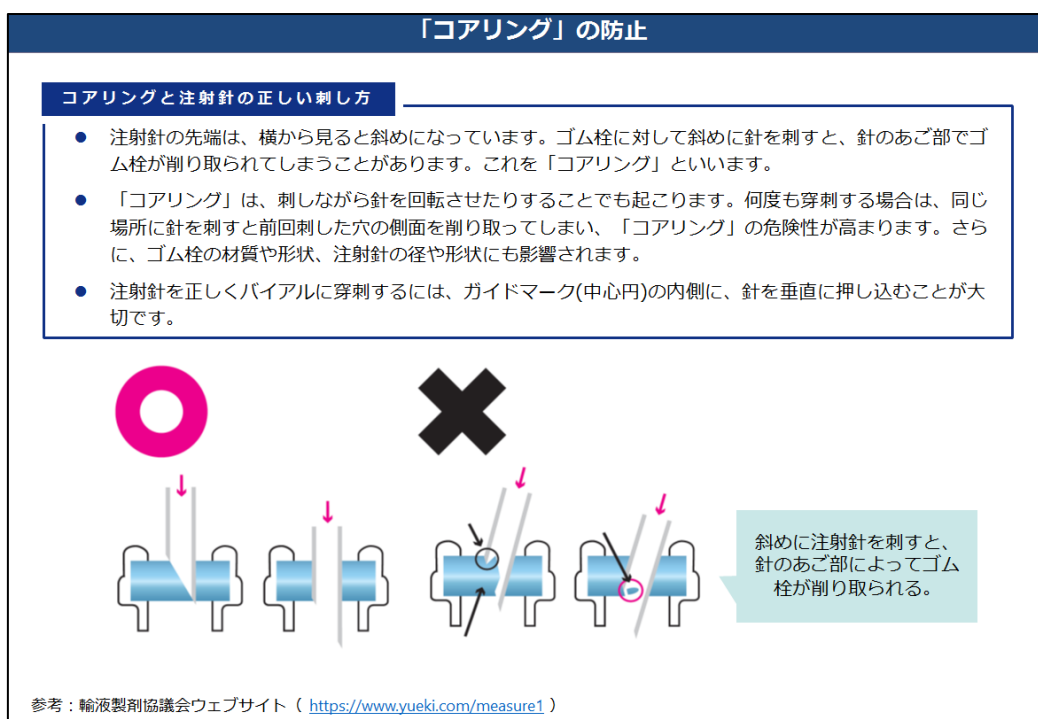 「コアリング」の防止
コアリングと注射針の正しい刺し方
● 注射針の先端は、横から見ると斜めになっています。ゴム栓に対して斜めに針を刺すと、針のあご部でゴ
ム栓が削り取られてしまうことがあります。これを「コアリング」といいます。
● 「コアリング」は、刺しながら針を回転させたりすることでも起こります。何度も穿刺する場合は、同じ
場所に針を刺すと前回刺した穴の側面を削り取ってしまい、「コアリング」の危険性が高まります。さら
に、ゴム栓の材質や形状、注射針の径や形状にも影響されます。
● 注射針を正しくバイアルに穿刺するには、ガイドマーク(中心円)の内側に、針を垂直に押し込むことが大
切です。
斜めに注射針を刺すと、
針のあご部によってゴム
栓が削り取られる。
参考：輸液製剤協議会ウェブサイト（ https://www.yueki.com/measure1 ）